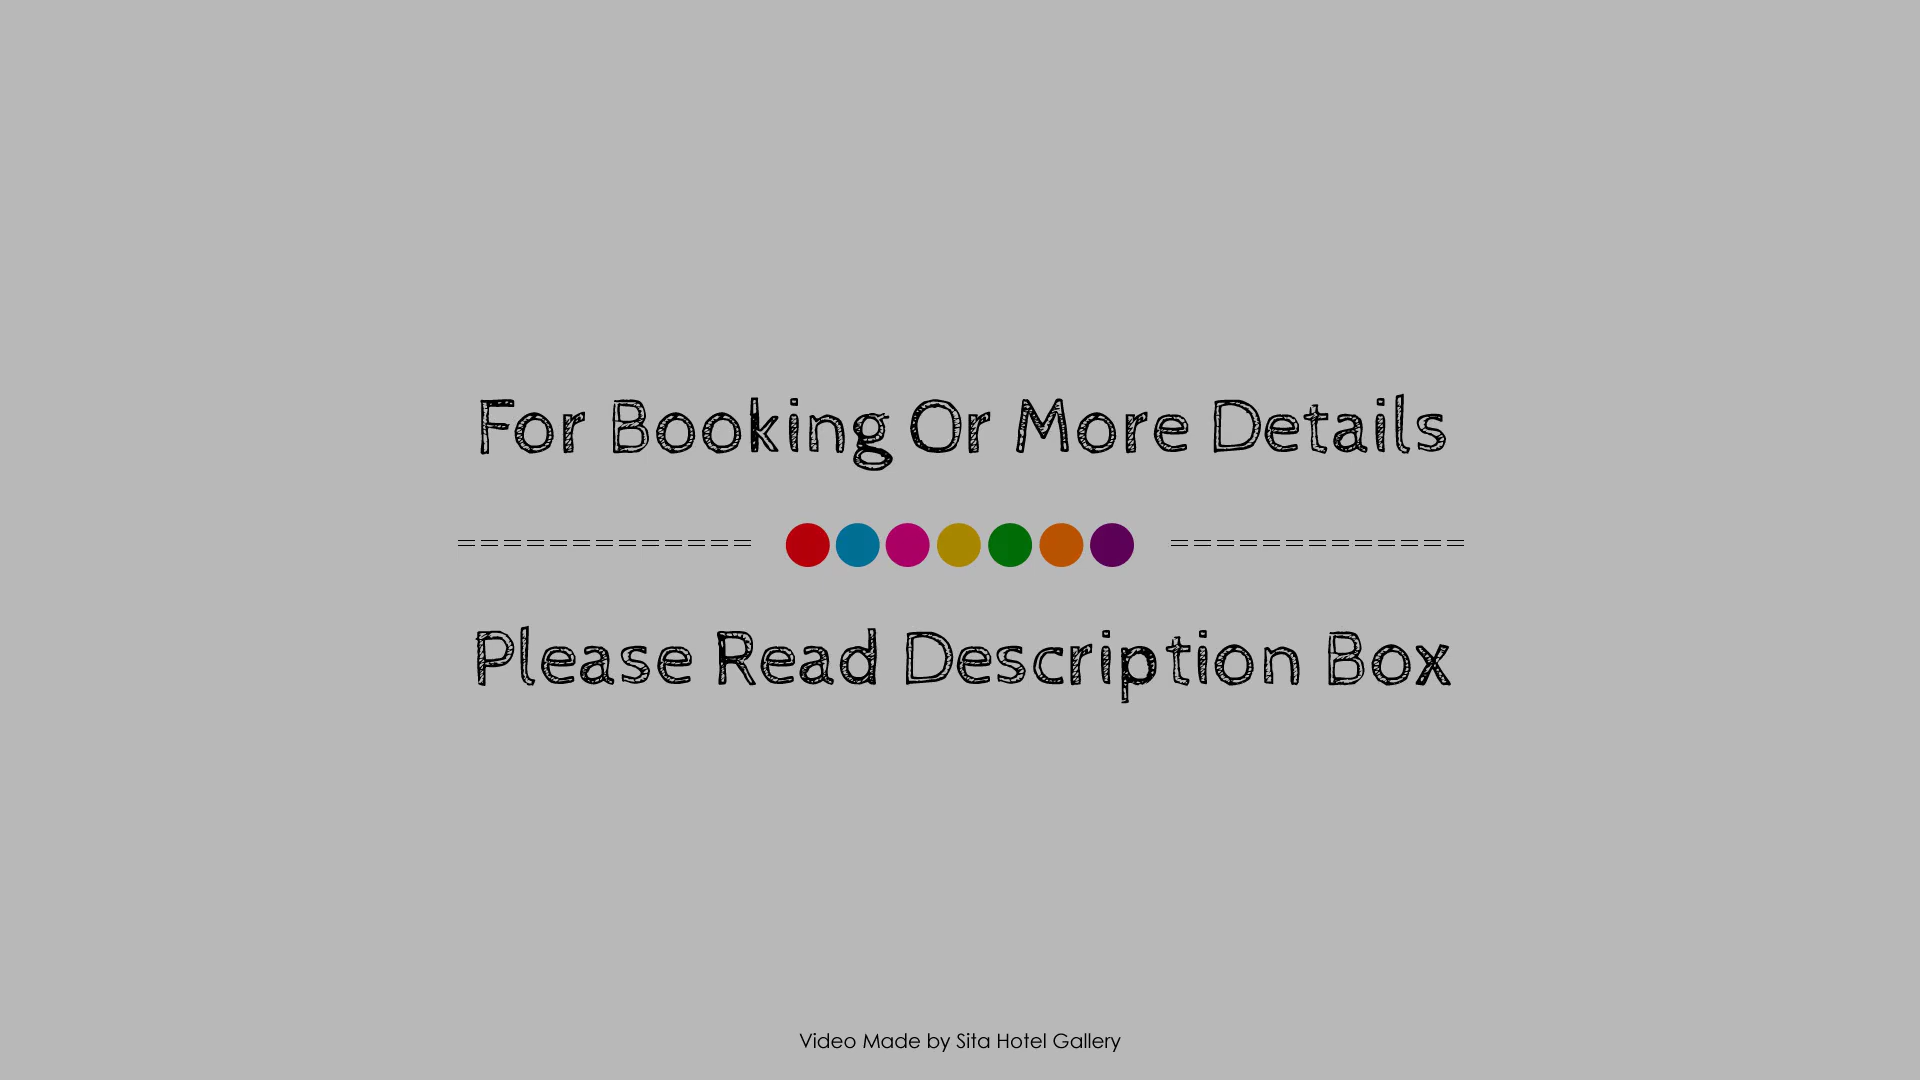 For Booking Or More Details
============= =============
Please Read Description Box
Video Made by Sita Hotel Gallery